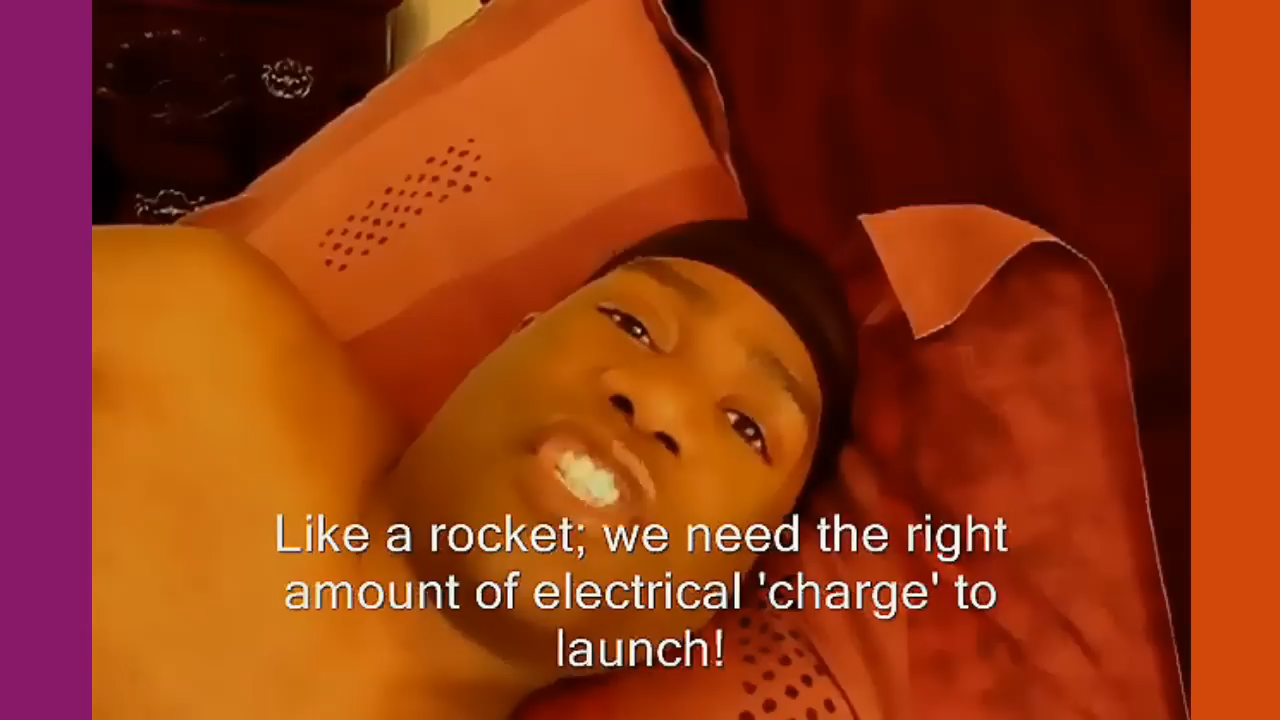 Like a rocket; we need the right
amount of electrical 'charge' to
launch!